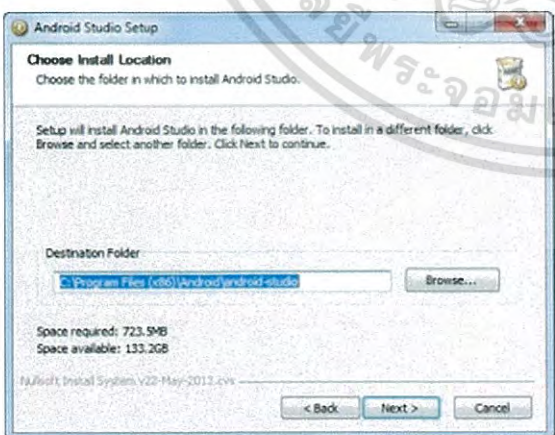 Android Studio Setup
Choose Install Location
Choose the folder in which to install Android Studio.
Setup will install Android Studio in the following folder. To install in a different folder, click
Browse and select another folder. Click Next to continue.
Destination Folder
C:\Program Files (x86)\Android\android-studio
Browse...
Space required: 723.5MB
Space available: 133.2GB
Nullsoft Install System v22-May-2013.cvs
< Back
Next >
Cancel